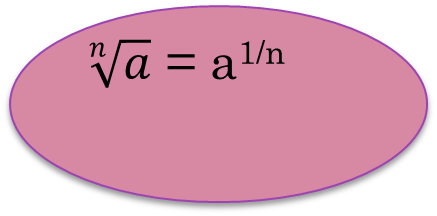 ⁿ√a = a^{1/n}